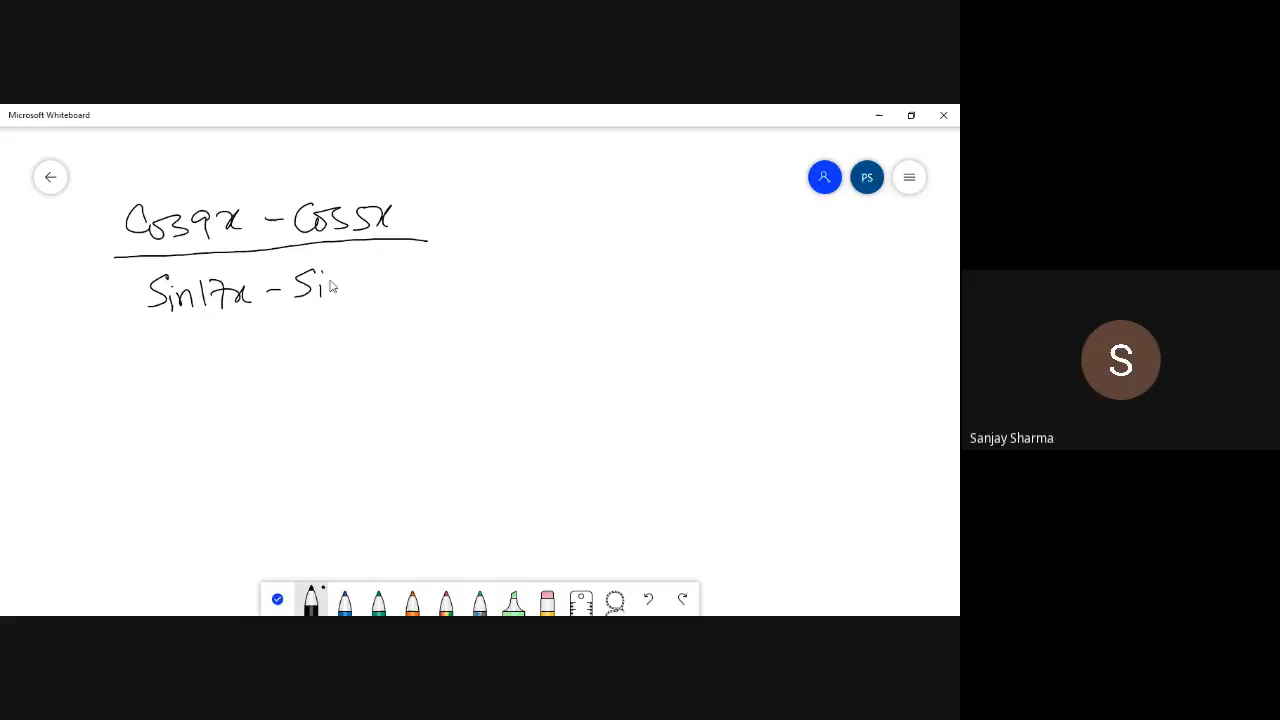 Microsoft Whiteboard
PS
Cos9x - Cos5x
Sin17x - Si
S
Sanjay Sharma